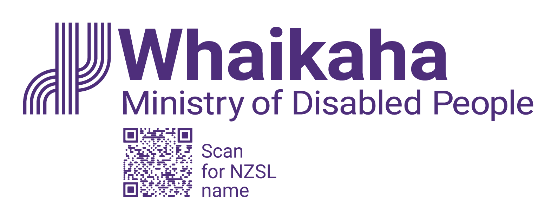 Whaikaha
Ministry of Disabled People
Scan
for NZSL
name